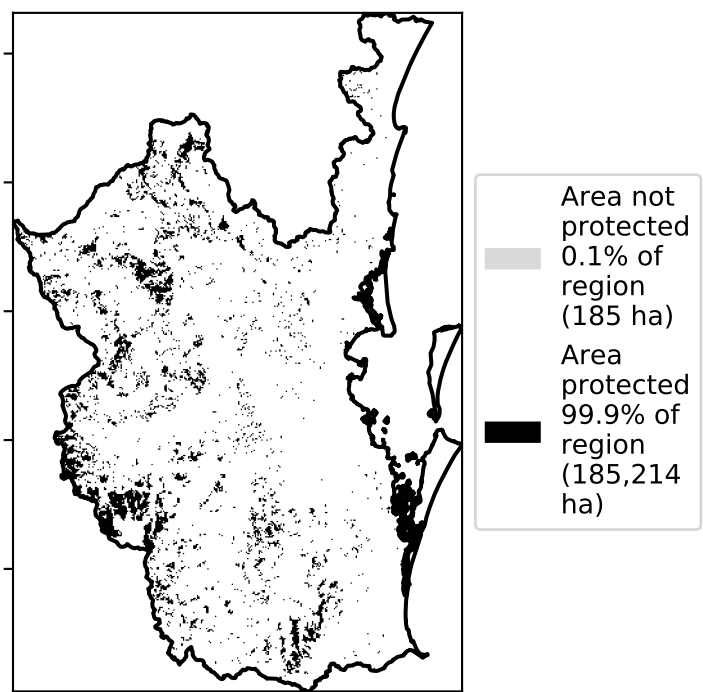 Area not
protected
0.1% of
region
(185 ha)
Area
protected
99.9% of
region
(185,214
ha)